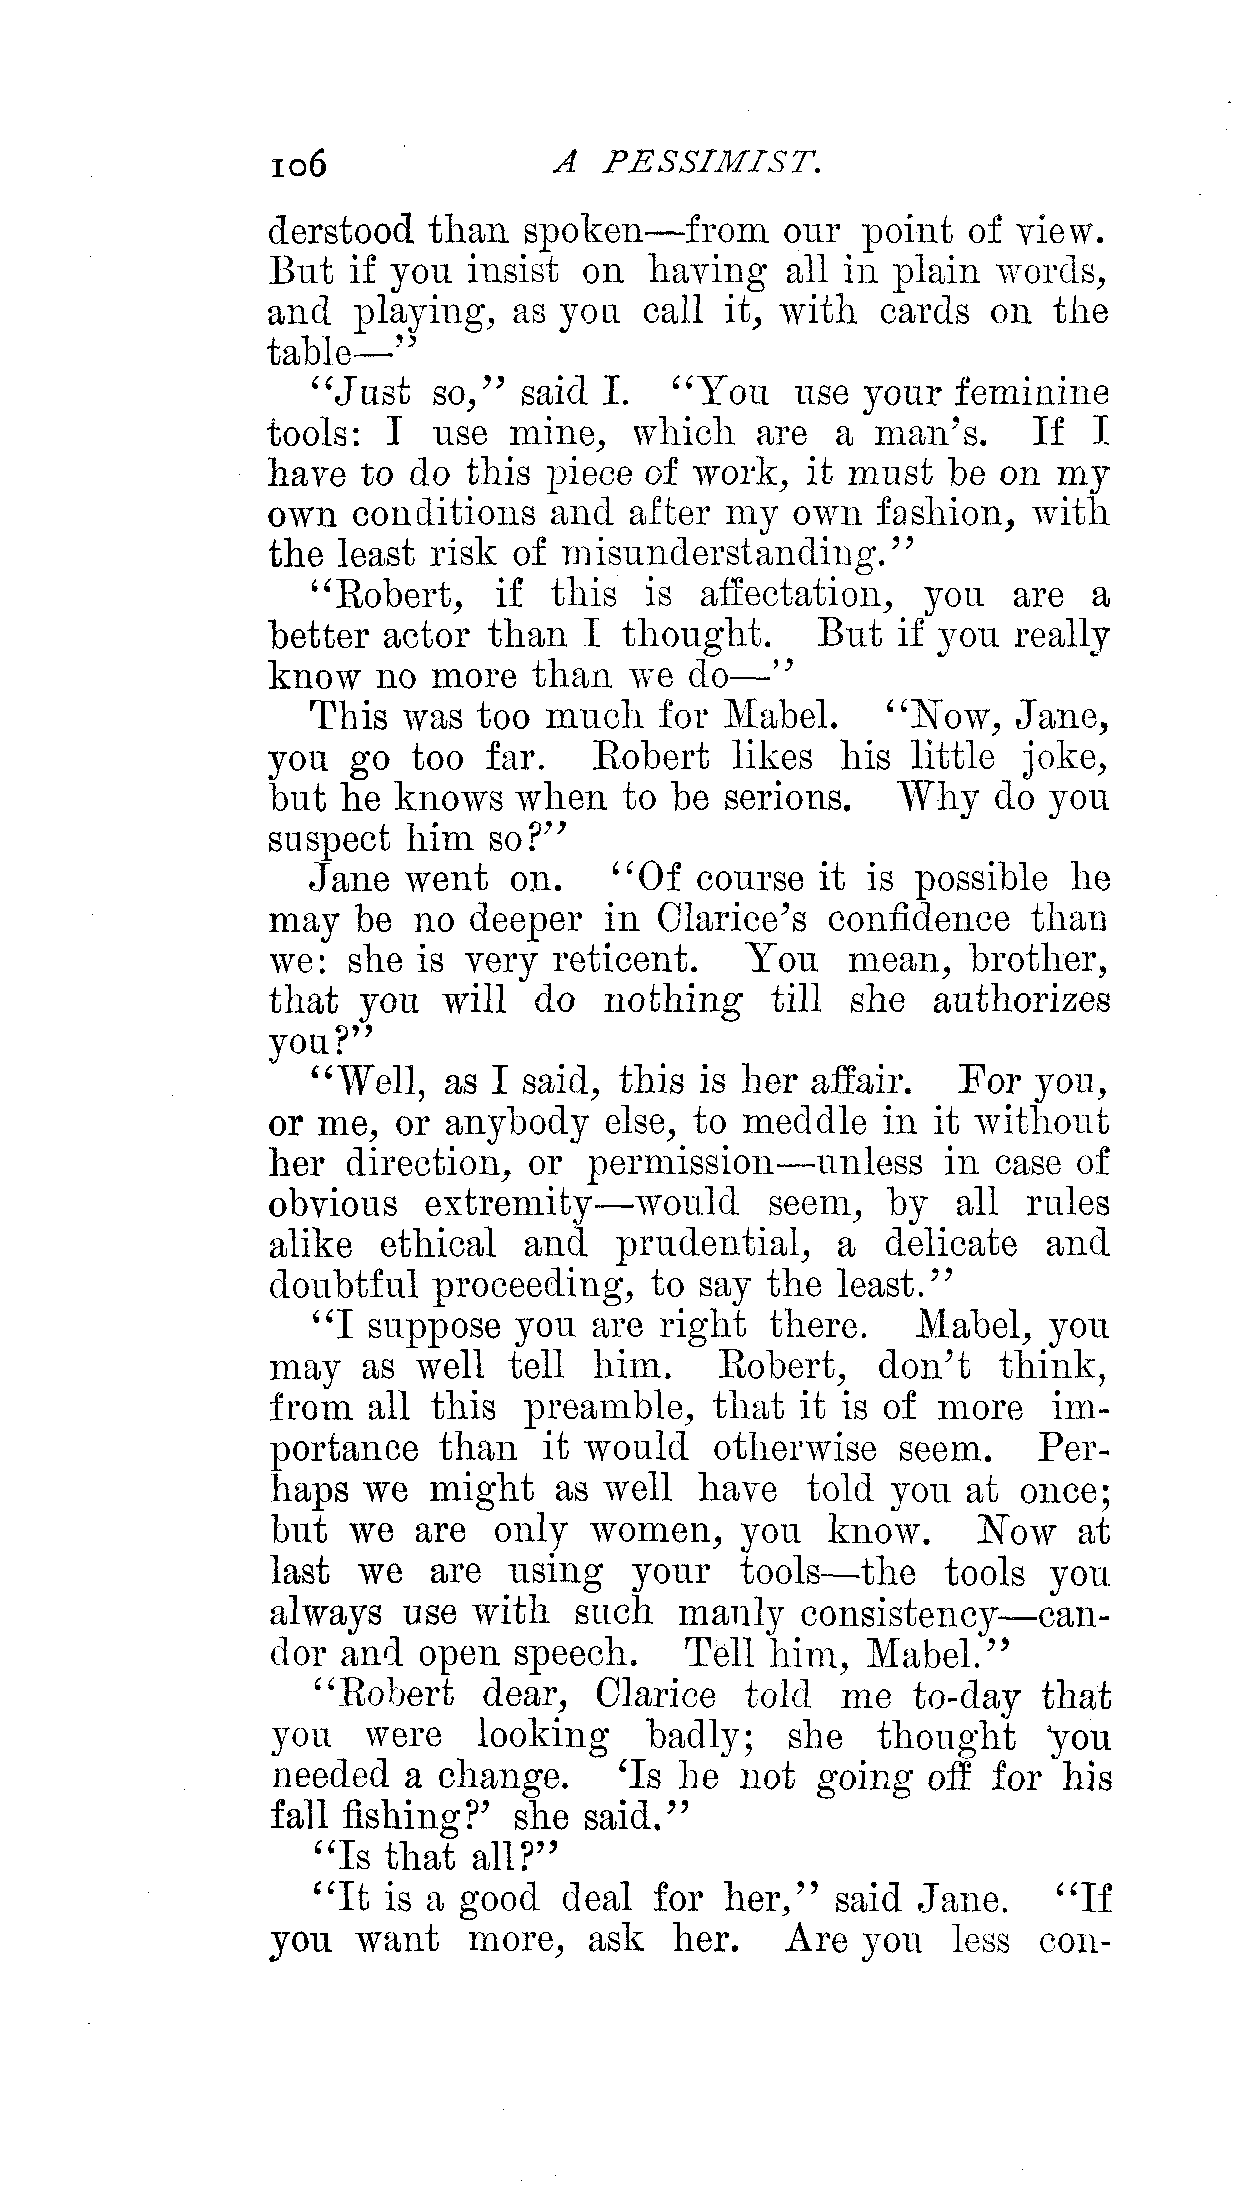 106 A PESSIMIST.
derstood than spoken—from our point of view.
But if you insist on having all in plain words,
and playing, as you call it, with cards on the
table—”
“Just so,” said I. “You use your feminine
tools: I use mine, which are a man’s. If I
have to do this piece of work, it must be on my
own conditions and after my own fashion, with
the least risk of misunderstanding.”
“Robert, if this is affectation, you are a
better actor than I thought. But if you really
know no more than we do—”
This was too much for Mabel. “Now, Jane,
you go too far. Robert likes his little joke,
but he knows when to be serious. Why do you
suspect him so?”
Jane went on. “Of course it is possible he
may be no deeper in Clarice’s confidence than
we: she is very reticent. You mean, brother,
that you will do nothing till she authorizes
you?”
“Well, as I said, this is her affair. For you,
or me, or anybody else, to meddle in it without
her direction, or permission—unless in case of
obvious extremity—would seem, by all rules
alike ethical and prudential, a delicate and
doubtful proceeding, to say the least.”
“I suppose you are right there. Mabel, you
may as well tell him. Robert, don’t think,
from all this preamble, that it is of more im-
portance than it would otherwise seem. Per-
haps we might as well have told you at once;
but we are only women, you know. Now at
last we are using your tools—the tools you
always use with such manly consistency—can-
dor and open speech. Tell him, Mabel.”
“Robert dear, Clarice told me to-day that
you were looking badly; she thought you
needed a change. ‘Is he not going off for his
fall fishing?’ she said.”
“Is that all?”
“It is a good deal for her,” said Jane. “If
you want more, ask her. Are you less con-